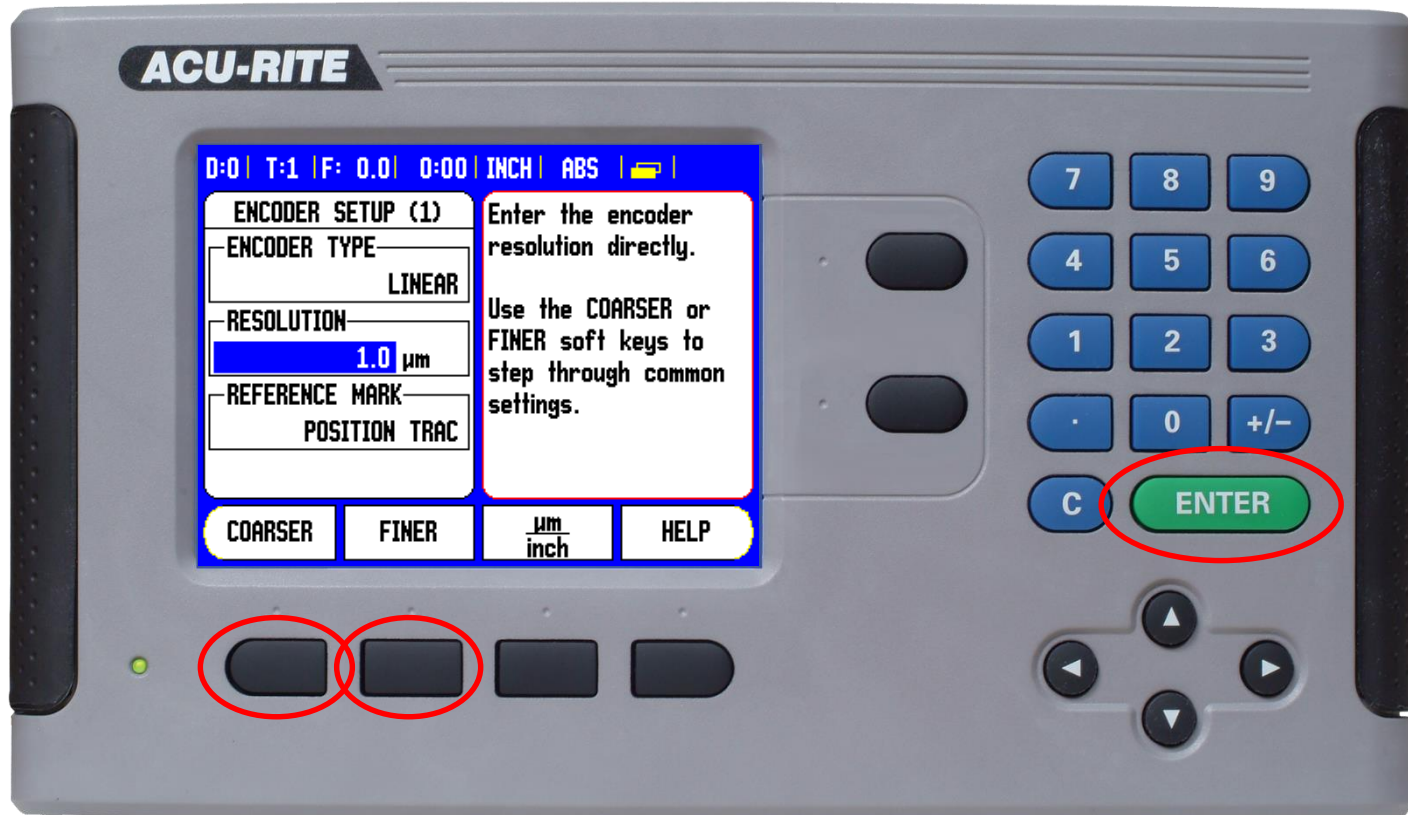 ACU-RITE
D:0| T:1 |F: 0.0| 0:00| INCH| ABS | |
ENCODER SETUP (1)
ENCODER TYPE
LINEAR
RESOLUTION
1.0 µm
REFERENCE MARK
POSITION TRAC
Enter the encoder
resolution directly.
Use the COARSER or
FINER soft keys to
step through common
settings.
COARSER
FINER
µm
inch
HELP
7 8 9
4 5 6
1 2 3
. 0 +/−
C ENTER